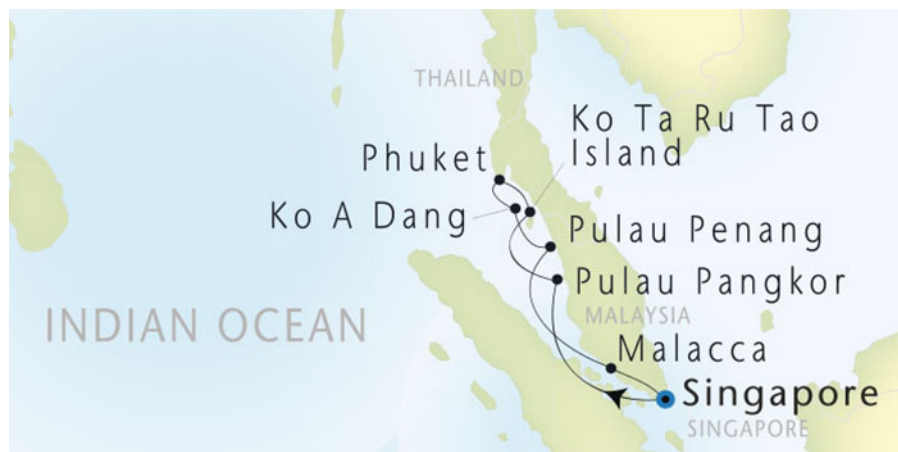 THAILAND
Ko Ta Ru Tao
Island
Phuket
Ko A Dang
Pulau Penang
Pulau Pangkor
INDIAN OCEAN
MALAYSIA
Malacca
Singapore
SINGAPORE